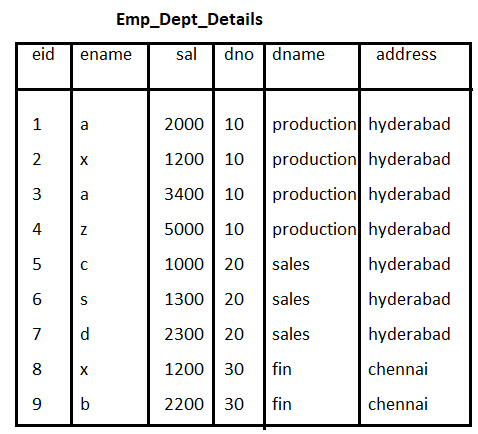 Emp_Dept_Details
eid ename sal dno dname address
1 a 2000 10 production hyderabad
2 x 1200 10 production hyderabad
3 a 3400 10 production hyderabad
4 z 5000 10 production hyderabad
5 c 1000 20 sales hyderabad
6 s 1300 20 sales hyderabad
7 d 2300 20 sales hyderabad
8 x 1200 30 fin chennai
9 b 2200 30 fin chennai